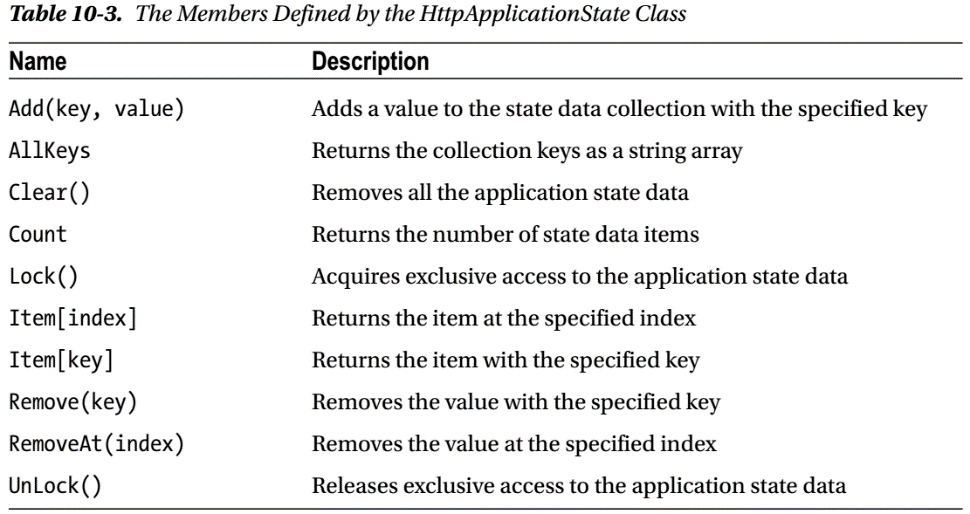 Table 10-3. The Members Defined by the HttpApplicationState Class
Name Description
Add(key, value) Adds a value to the state data collection with the specified key
AllKeys Returns the collection keys as a string array
Clear() Removes all the application state data
Count Returns the number of state data items
Lock() Acquires exclusive access to the application state data
Item[index] Returns the item at the specified index
Item[key] Returns the item with the specified key
Remove(key) Removes the value with the specified key
RemoveAt(index) Removes the value at the specified index
UnLock() Releases exclusive access to the application state data